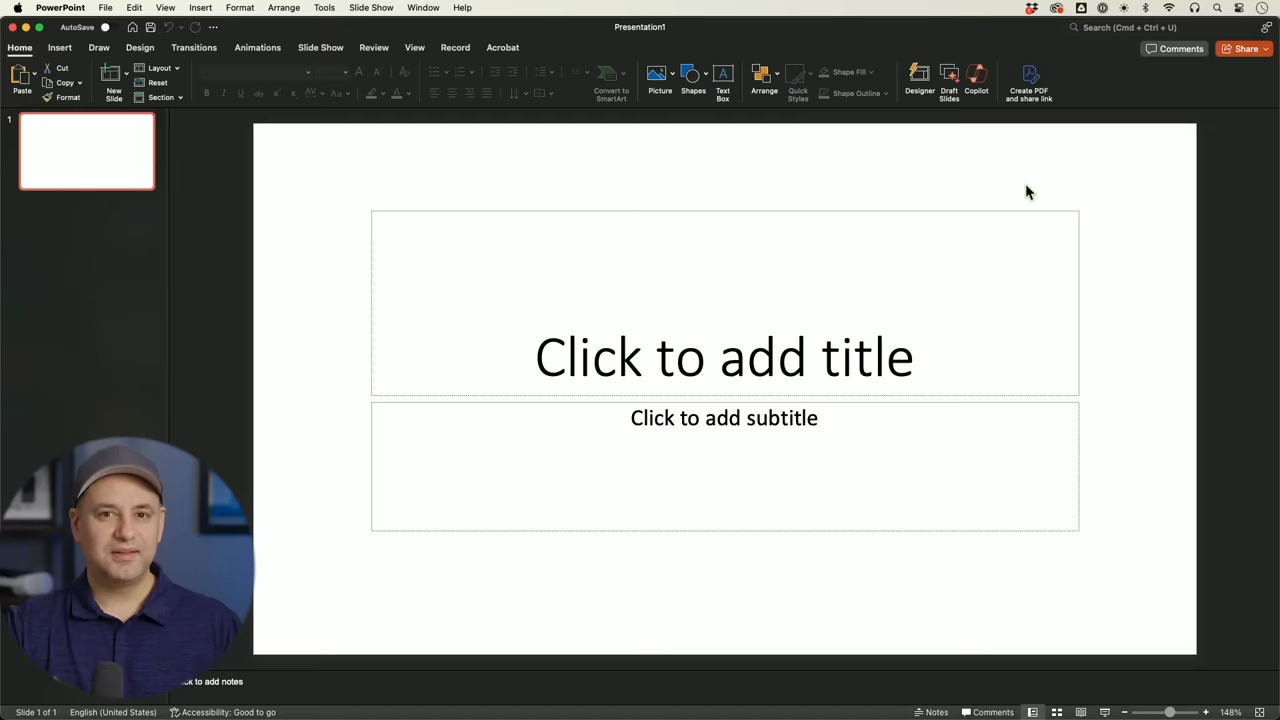 PowerPoint File Edit View Insert Format Arrange Tools Slide Show Window Help
AutoSave Presentation1 Search (Cmd + Ctrl + U)
Home Insert Draw Design Transitions Animations Slide Show Review View Record Acrobat Comments Share
Paste Cut Copy Format
New Slide Layout Reset Section
B I U ab x x AV Aa A A
Convert to SmartArt
Picture Shapes Text Box
Arrange Quick Styles Shape Fill Shape Outline
Designer Draft Slides Copilot Create PDF and share link
1
Click to add title
Click to add subtitle
ck to add notes
Slide 1 of 1 English (United States) Accessibility: Good to go Notes Comments 148%